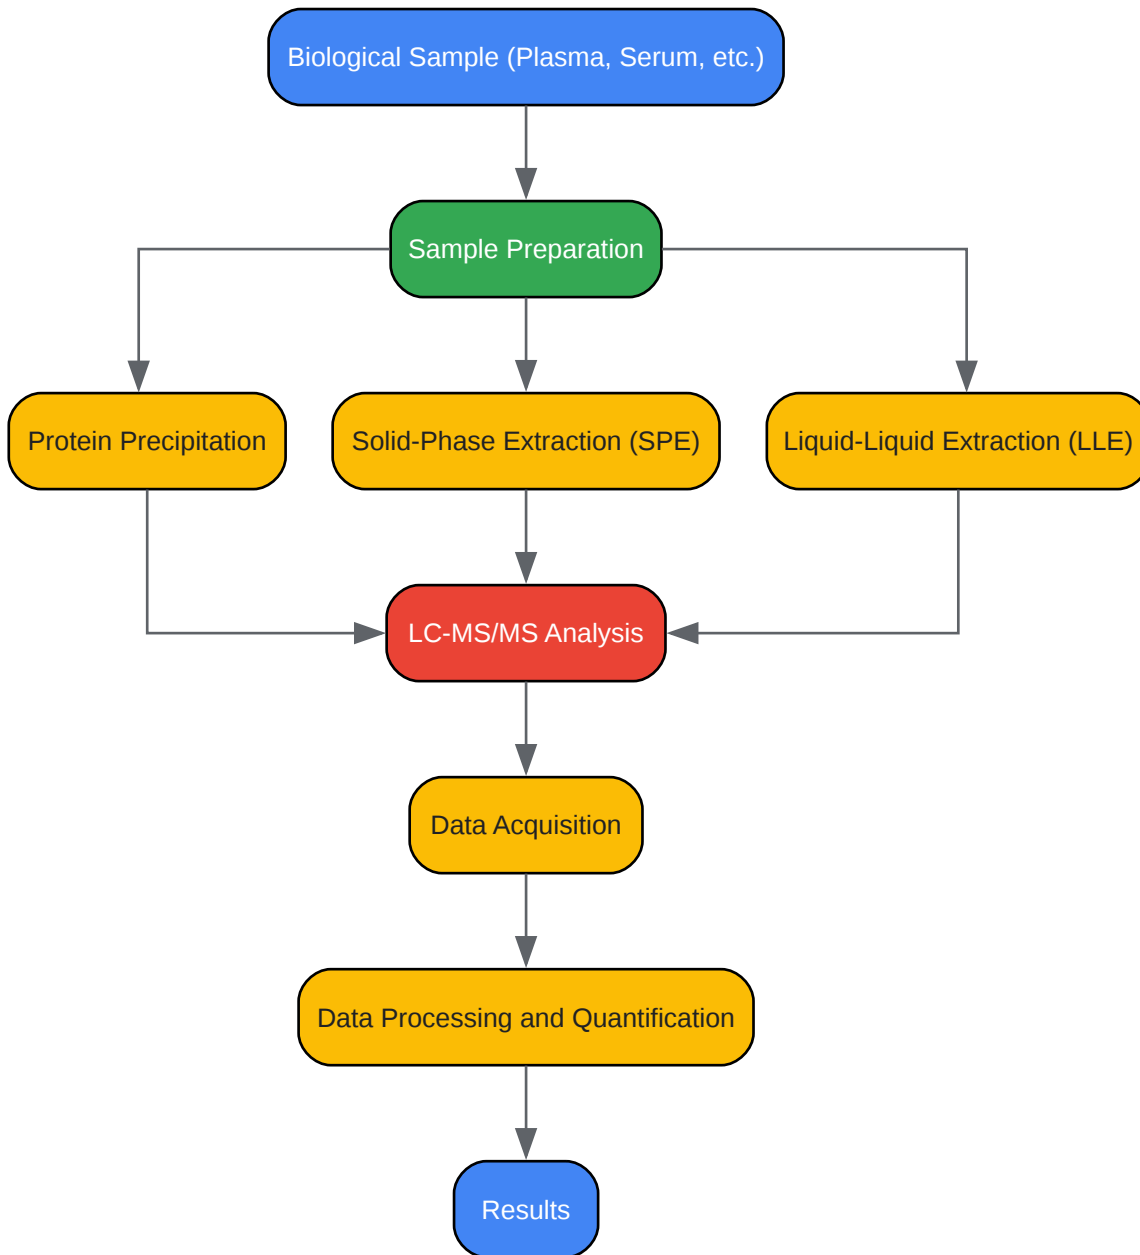 Biological Sample (Plasma, Serum, etc.)
Sample Preparation
Protein Precipitation
Solid-Phase Extraction (SPE)
Liquid-Liquid Extraction (LLE)
LC-MS/MS Analysis
Data Acquisition
Data Processing and Quantification
Results